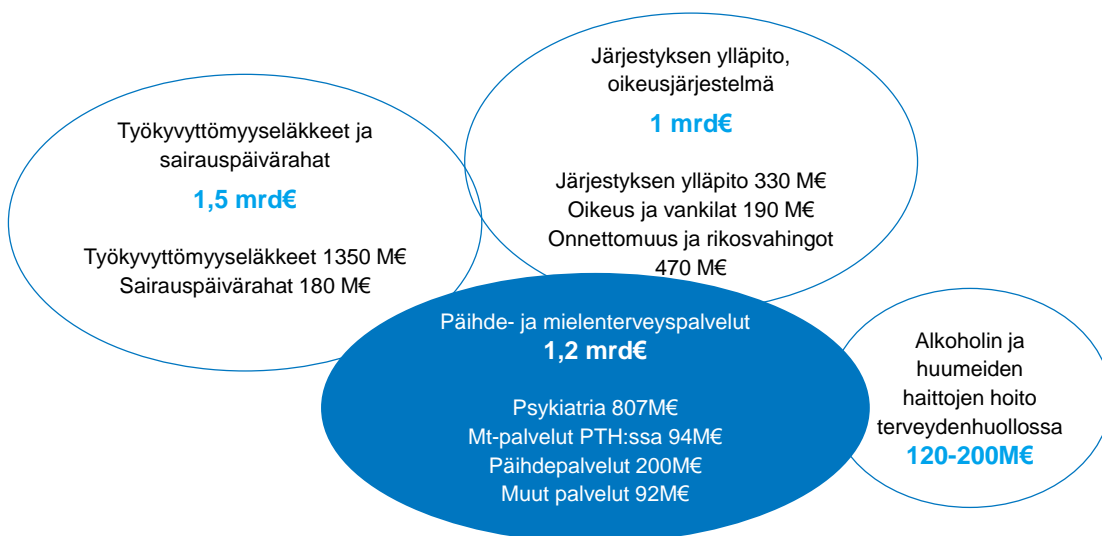 Työkyvyttömyyseläkkeet ja
sairauspäivärahat
1,5 mrd€
Työkyvyttömyyseläkkeet 1350 M€
Sairauspäivärahat 180 M€
Järjestyksen ylläpito,
oikeusjärjestelmä
1 mrd€
Järjestyksen ylläpito 330 M€
Oikeus ja vankilat 190 M€
Onnettomuus ja rikosvahingot
470 M€
Päihde- ja mielenterveyspalvelut
1,2 mrd€
Psykiatria 807M€
Mt-palvelut PTH:ssa 94M€
Päihdepalvelut 200M€
Muut palvelut 92M€
Alkoholin ja
huumeiden
haittojen hoito
terveydenhuollossa
120-200M€